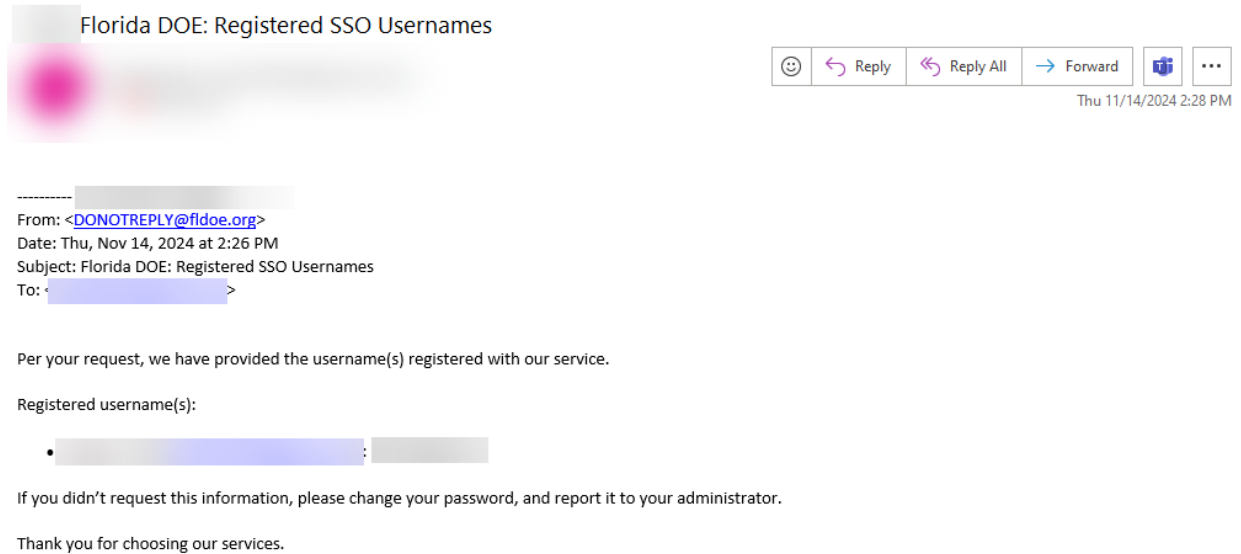 Florida DOE: Registered SSO Usernames
Reply
Reply All
Forward
Thu 11/14/2024 2:28 PM
----------
From: <DONOTREPLY@fldoe.org>
Date: Thu, Nov 14, 2024 at 2:26 PM
Subject: Florida DOE: Registered SSO Usernames
To: < >
Per your request, we have provided the username(s) registered with our service.
Registered username(s):
• :
If you didn't request this information, please change your password, and report it to your administrator.
Thank you for choosing our services.